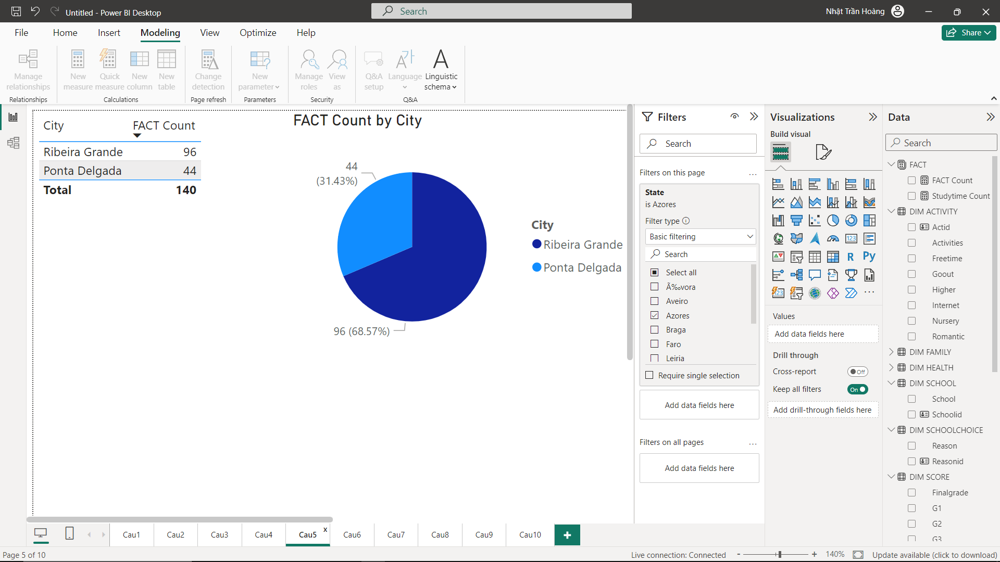 Untitled - Power BI Desktop
Search
Nhật Trần Hoàng
File Home Insert Modeling View Optimize Help
Share
Manage relationships
New measure
Quick measure
New column
New table
Change detection
New parameter
Manage roles
View as
Q&A setup
Language
Linguistic schema
Relationships
Calculations
Page refresh
Parameters
Security
Q&A
City FACT Count
Ribeira Grande 96
Ponta Delgada 44
Total 140
FACT Count by City
44
(31.43%)
96 (68.57%)
City
Ribeira Grande
Ponta Delgada
Filters
Search
Filters on this page
...
State
is Azores
Filter type
Basic filtering
Search
Select all
Ã‰vora
Aveiro
Azores
Braga
Faro
Leiria
Require single selection
Add data fields here
Filters on all pages
...
Add data fields here
Visualizations
Build visual
123
R
Py
123
...
Values
Add data fields here
Drill through
Cross-report
Off
Keep all filters
On
Add drill-through fields here
Data
Search
FACT
FACT Count
Studytime Count
DIM ACTIVITY
Actid
Activities
Freetime
Goout
Higher
Internet
Nursery
Romantic
DIM FAMILY
DIM HEALTH
DIM SCHOOL
School
Schoolid
DIM SCHOOLCHOICE
Reason
Reasonid
DIM SCORE
Finalgrade
G1
G2
G3
Cau1 Cau2 Cau3 Cau4 Cau5 x Cau6 Cau7 Cau8 Cau9 Cau10 +
Page 5 of 10
Live connection: Connected
- + 140%
Update available (click to download)